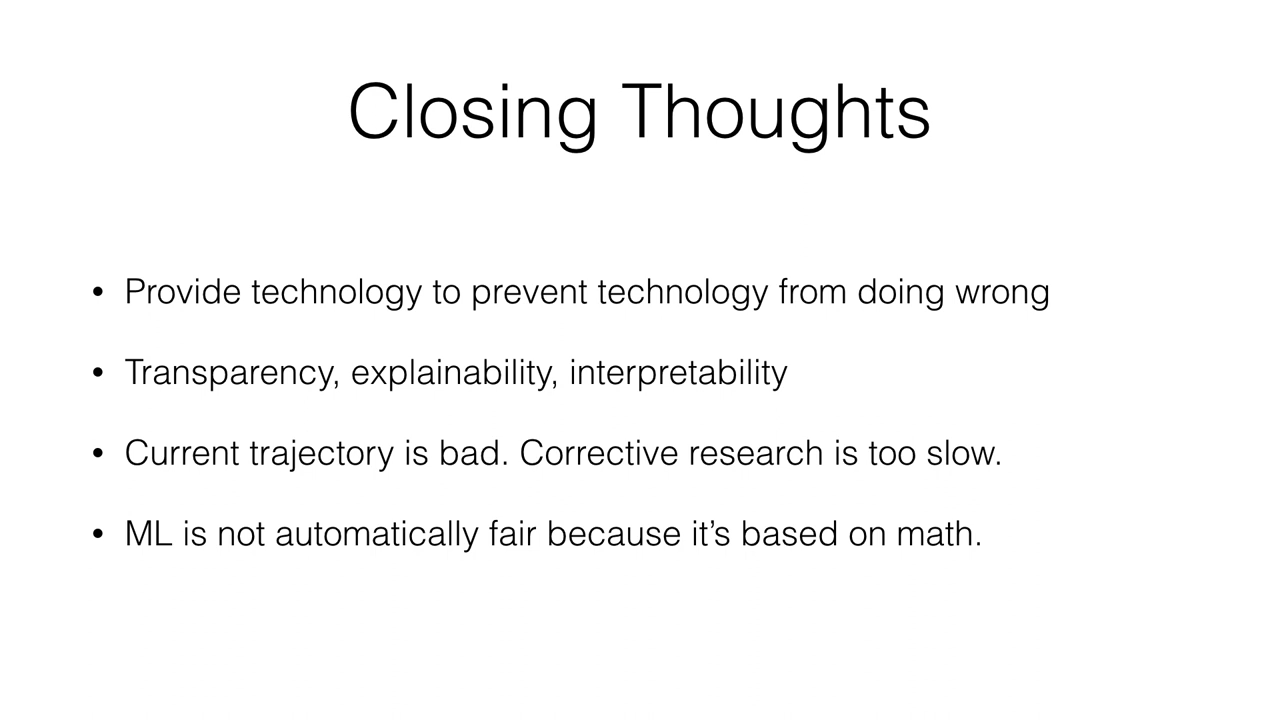 Closing Thoughts
• Provide technology to prevent technology from doing wrong
• Transparency, explainability, interpretability
• Current trajectory is bad. Corrective research is too slow.
• ML is not automatically fair because it’s based on math.